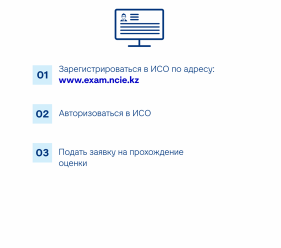 01
Зарегистрироваться в ИСО по адресу:
www.exam.ncie.kz
02
Авторизоваться в ИСО
03
Подать заявку на прохождение
оценки